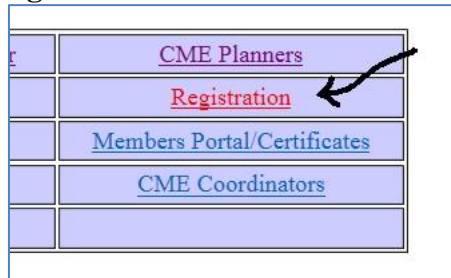 r CME Planners
Registration
Members Portal/Certificates
CME Coordinators